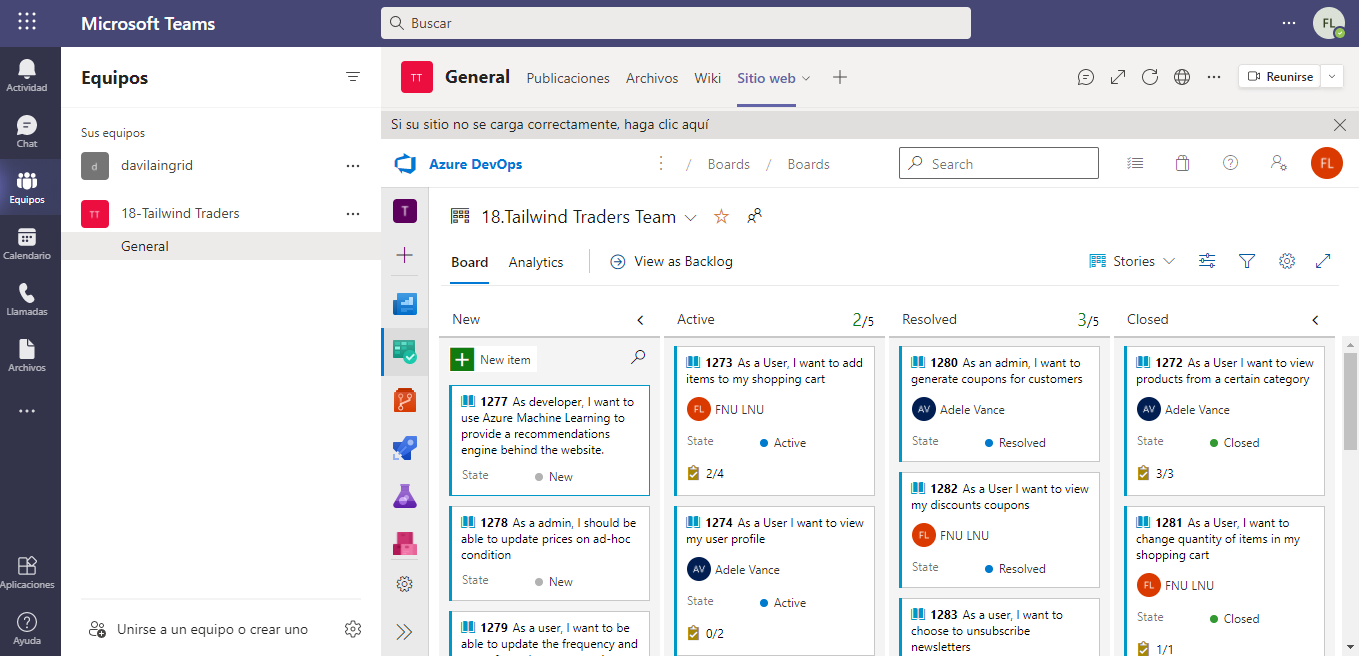 Microsoft Teams
Buscar
FL
Actividad
Chat
Equipos
Calendario
Llamadas
Archivos
Aplicaciones
Ayuda
Equipos
Sus equipos
d
davilaingrid
TT
18-Tailwind Traders
General
Unirse a un equipo o crear uno
TT
General
Publicaciones
Archivos
Wiki
Sitio web
Reunirse
Si su sitio no se carga correctamente, haga clic aquí
Azure DevOps
/ Boards / Boards
Search
FL
T
18.Tailwind Traders Team
Board
Analytics
View as Backlog
Stories
New
New item
1277 As developer, I want to
use Azure Machine Learning to
provide a recommendations
engine behind the website.
State
New
1278 As a admin, I should be
able to update prices on ad-hoc
condition
State
New
1279 As a user, I want to be
able to update the frequency and
Active
2/5
1273 As a User, I want to add
items to my shopping cart
FL
FNU LNU
State
Active
2/4
1274 As a User I want to view
my user profile
AV
Adele Vance
State
Active
0/2
Resolved
3/5
1280 As an admin, I want to
generate coupons for customers
AV
Adele Vance
State
Resolved
1282 As a User I want to view
my discounts coupons
FL
FNU LNU
State
Resolved
1283 As a user, I want to
choose to unsubscribe
newsletters
Closed
1272 As a User I want to view
products from a certain category
AV
Adele Vance
State
Closed
3/3
1281 As a User, I want to
change quantity of items in my
shopping cart
FL
FNU LNU
State
Closed
1/1